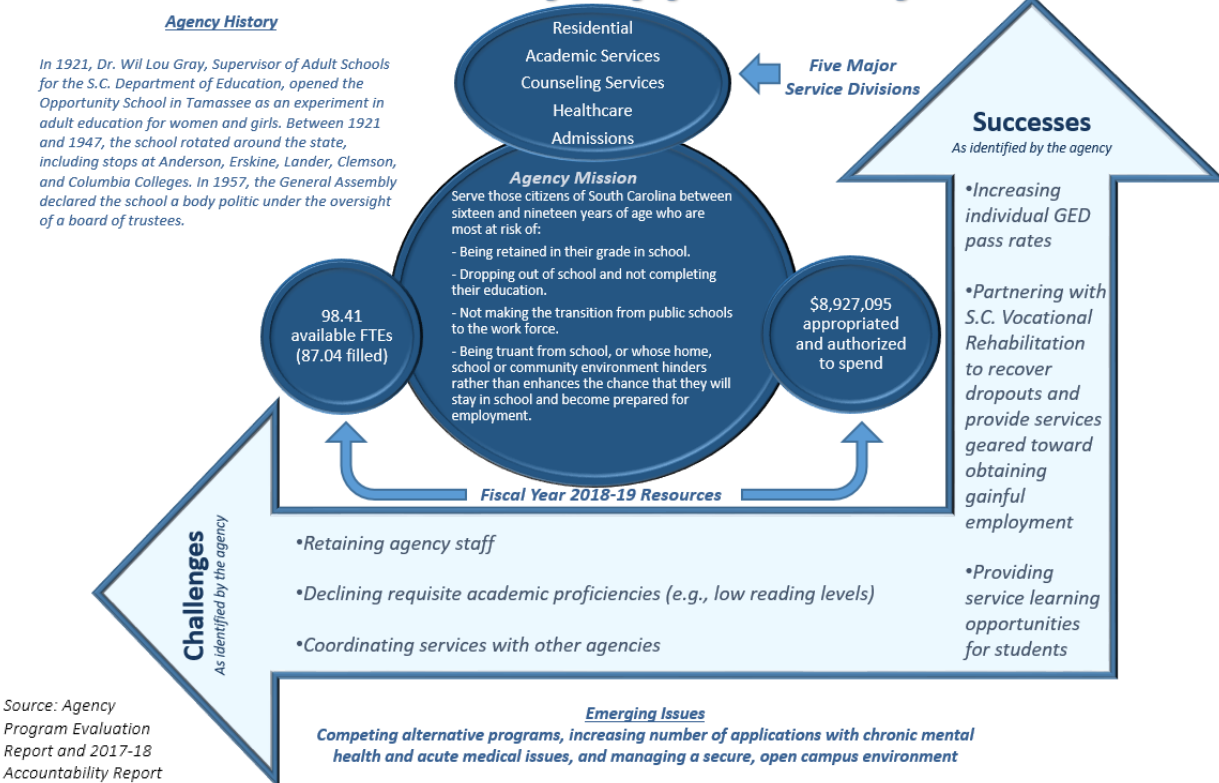 Agency History
In 1921, Dr. Wil Lou Gray, Supervisor of Adult Schools
for the S.C. Department of Education, opened the
Opportunity School in Tamassee as an experiment in
adult education for women and girls. Between 1921
and 1947, the school rotated around the state,
including stops at Anderson, Erskine, Lander, Clemson,
and Columbia Colleges. In 1957, the General Assembly
declared the school a body politic under the oversight
of a board of trustees.
Residential
Academic Services
Counseling Services
Healthcare
Admissions
Five Major
Service Divisions
Agency Mission
Serve those citizens of South Carolina between
sixteen and nineteen years of age who are
most at risk of:
- Being retained in their grade in school.
- Dropping out of school and not completing
their education.
- Not making the transition from public schools
to the work force.
- Being truant from school, or whose home,
school or community environment hinders
rather than enhances the chance that they will
stay in school and become prepared for
employment.
98.41
available FTEs
(87.04 filled)
$8,927,095
appropriated
and authorized
to spend
Fiscal Year 2018-19 Resources
Successes
As identified by the agency
•Increasing
individual GED
pass rates
•Partnering with
S.C. Vocational
Rehabilitation
to recover
dropouts and
provide services
geared toward
obtaining
gainful
employment
•Providing
service learning
opportunities
for students
Challenges
As identified by the agency
•Retaining agency staff
•Declining requisite academic proficiencies (e.g., low reading levels)
•Coordinating services with other agencies
Emerging Issues
Competing alternative programs, increasing number of applications with chronic mental
health and acute medical issues, and managing a secure, open campus environment
Source: Agency
Program Evaluation
Report and 2017-18
Accountability Report